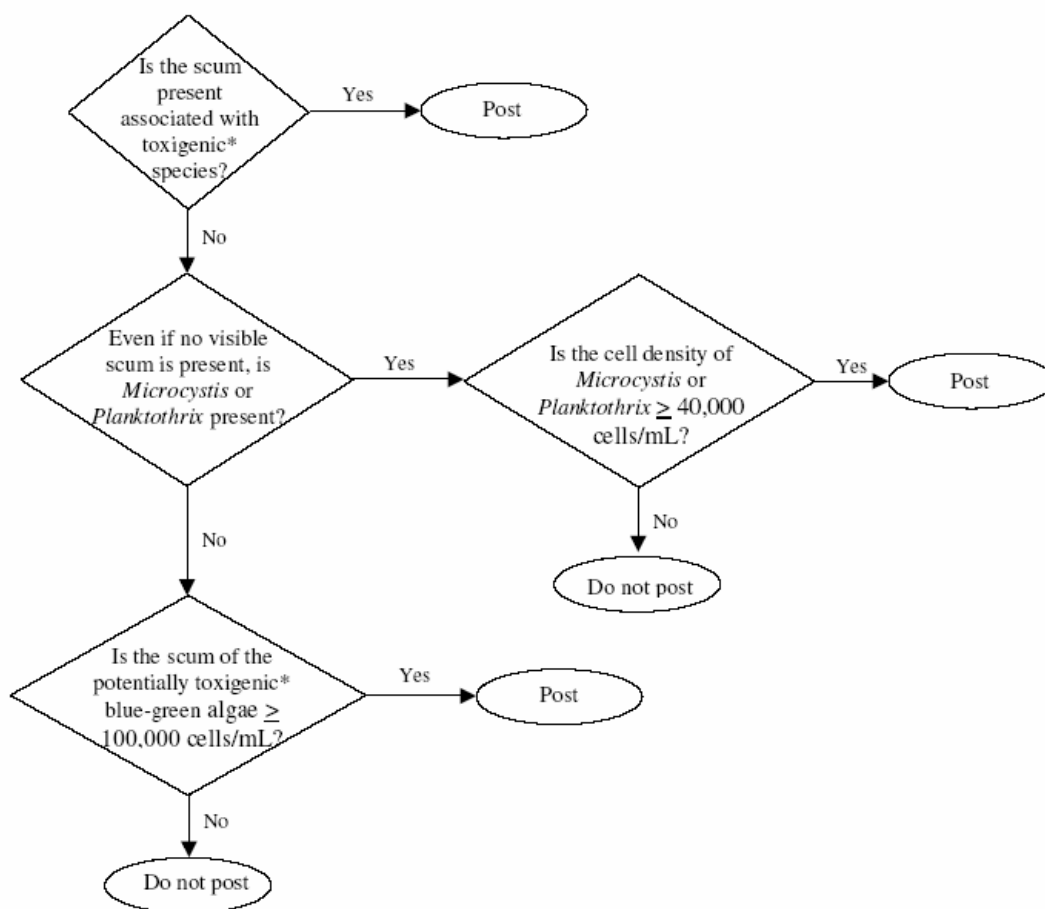 Is the scum
present
associated with
toxigenic*
species?
Yes
Post
No
Even if no visible
scum is present, is
Microcystis or
Planktothrix present?
Yes
Is the cell density of
Microcystis or
Planktothrix ≥ 40,000
cells/mL?
Yes
Post
No
Do not post
No
Is the scum of the
potentially toxigenic*
blue-green algae ≥
100,000 cells/mL?
Yes
Post
No
Do not post